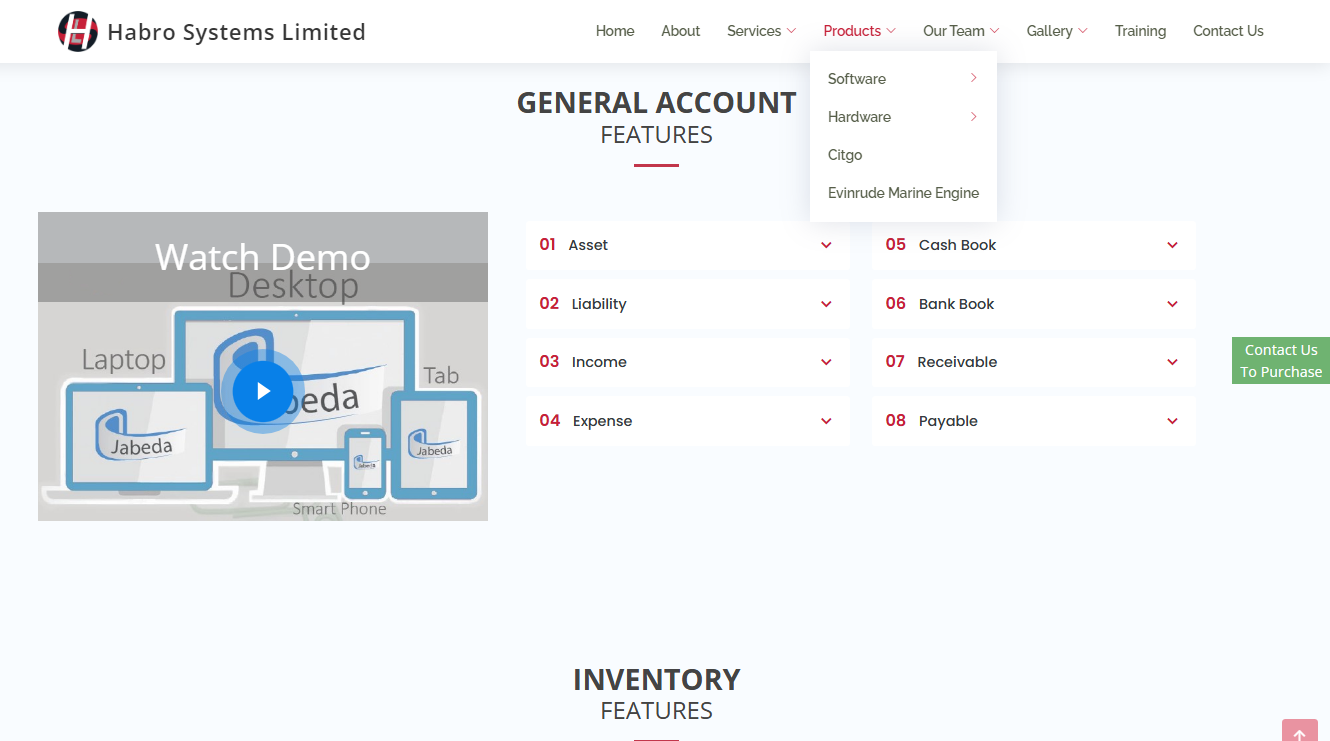 Habro Systems Limited
Home About Services Products Our Team Gallery Training Contact Us
Software
Hardware
Citgo
Evinrude Marine Engine
GENERAL ACCOUNT
FEATURES
Watch Demo
Desktop
Laptop
Tab
Jabeda
beda
Jabeda
Jabeda
Smart Phone
01 Asset
02 Liability
03 Income
04 Expense
05 Cash Book
06 Bank Book
07 Receivable
08 Payable
Contact Us
To Purchase
INVENTORY
FEATURES